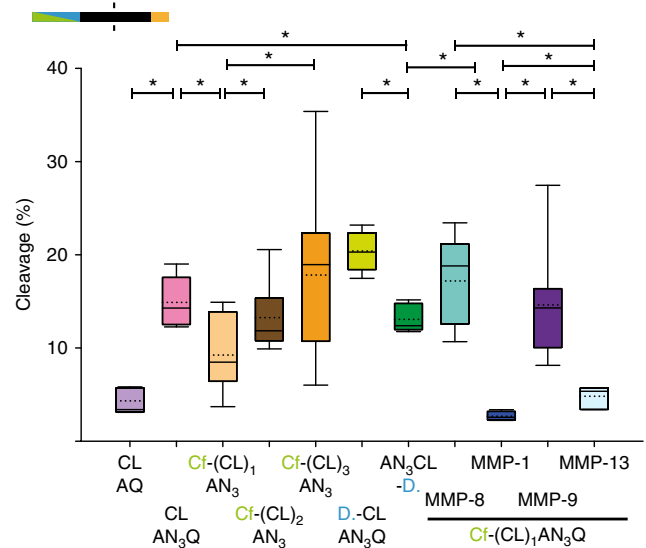 * *
* *
* * * * * * *
40
30
20
10
Cleavage (%)
CL
AQ
CL
AN₃Q
Cf-(CL)₁
AN₃
Cf-(CL)₂
AN₃
Cf-(CL)₃
AN₃
D.-CL
AN₃Q
AN₃CL
-D.
MMP-8
MMP-1
MMP-9
MMP-13
Cf-(CL)₁AN₃Q